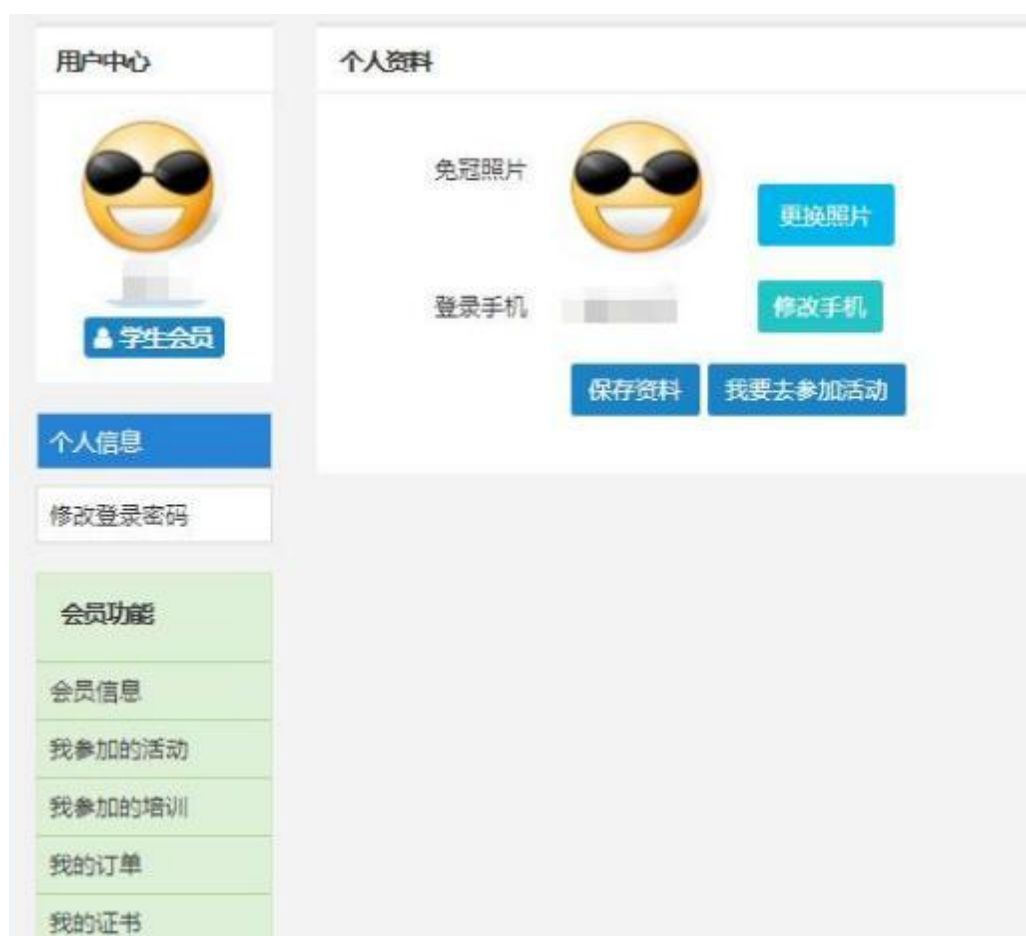 用户中心
学生会员
个人信息
修改登录密码
会员功能
会员信息
我参加的活动
我参加的培训
我的订单
我的证书
个人资料
免冠照片
更换照片
登录手机
修改手机
保存资料 我要去参加活动